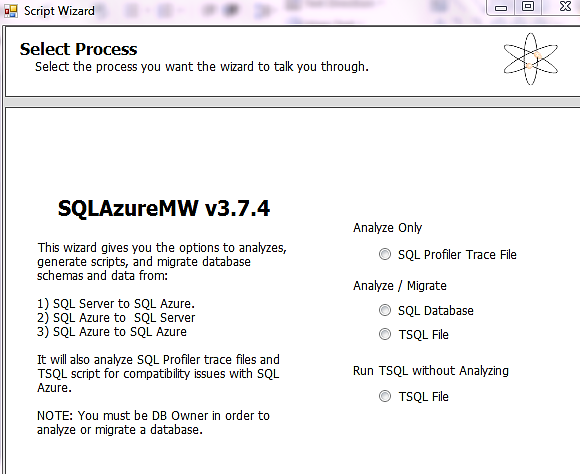 Script Wizard
Select Process
Select the process you want the wizard to talk you through.
SQLAzureMW v3.7.4
This wizard gives you the options to analyzes,
generate scripts, and migrate database
schemas and data from:
1) SQL Server to SQL Azure.
2) SQL Azure to  SQL Server
3) SQL Azure to SQL Azure
It will also analyze SQL Profiler trace files and
TSQL script for compatibility issues with SQL
Azure.
NOTE: You must be DB Owner in order to
analyze or migrate a database.
Analyze Only
SQL Profiler Trace File
Analyze / Migrate
SQL Database
TSQL File
Run TSQL without Analyzing
TSQL File